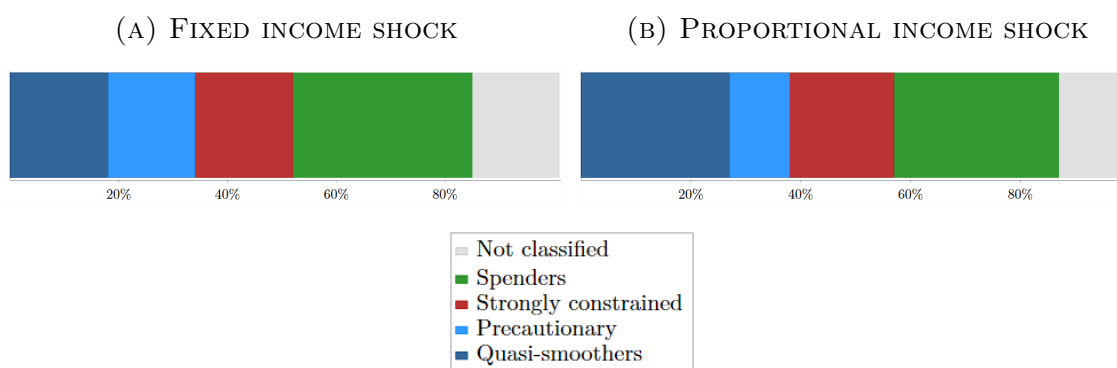 (A) Fixed income shock
(B) Proportional income shock
20% 40% 60% 80%
20% 40% 60% 80%
Not classified
Spenders
Strongly constrained
Precautionary
Quasi-smoothers